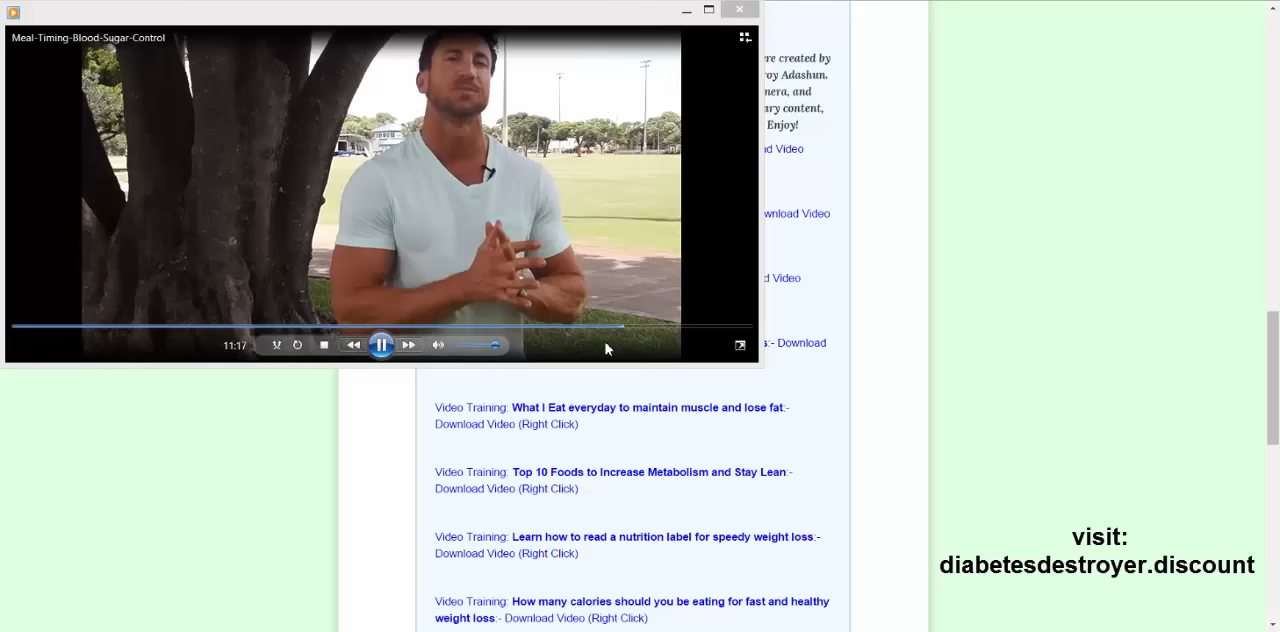 Meal-Timing-Blood-Sugar-Control
re created by
oy Adashun.
nera, and
ary content,
Enjoy!
d Video
wnload Video
d Video
s:- Download
11:17
Video Training: What I Eat everyday to maintain muscle and lose fat:-
Download Video (Right Click)
Video Training: Top 10 Foods to Increase Metabolism and Stay Lean:-
Download Video (Right Click)
Video Training: Learn how to read a nutrition label for speedy weight loss:-
Download Video (Right Click)
Video Training: How many calories should you be eating for fast and healthy
weight loss:- Download Video (Right Click)
visit:
diabetesdestroyer.discount